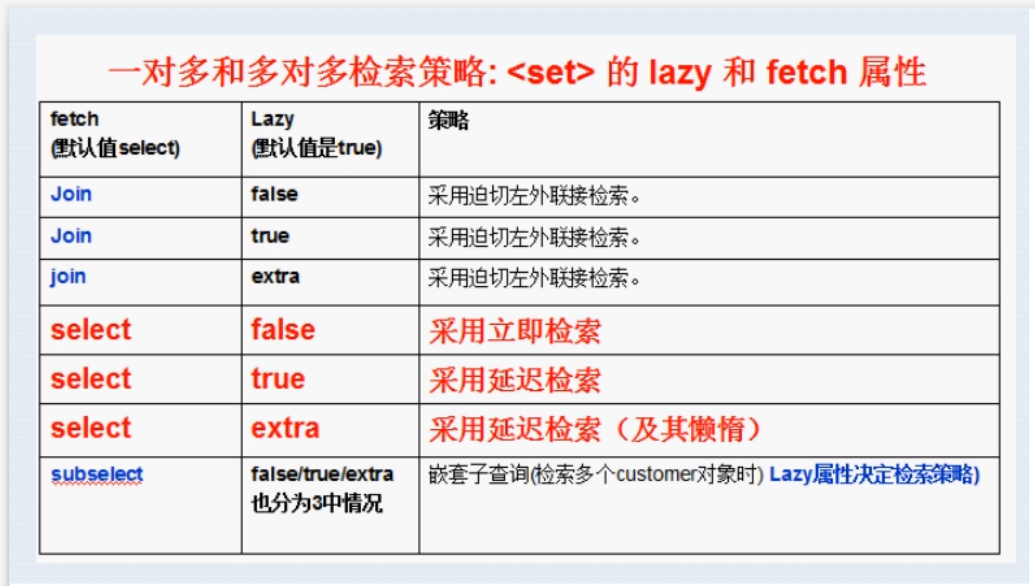 一对多和多对多检索策略: <set> 的 lazy 和 fetch 属性
fetch
(默认值select)
Lazy
(默认值是true)
策略
Join
false
采用迫切左外联接检索。
Join
true
采用迫切左外联接检索。
join
extra
采用迫切左外联接检索。
select
false
采用立即检索
select
true
采用延迟检索
select
extra
采用延迟检索（及其懒惰）
subselect
false/true/extra
也分为3中情况
嵌套子查询(检索多个customer对象时) Lazy属性决定检索策略)